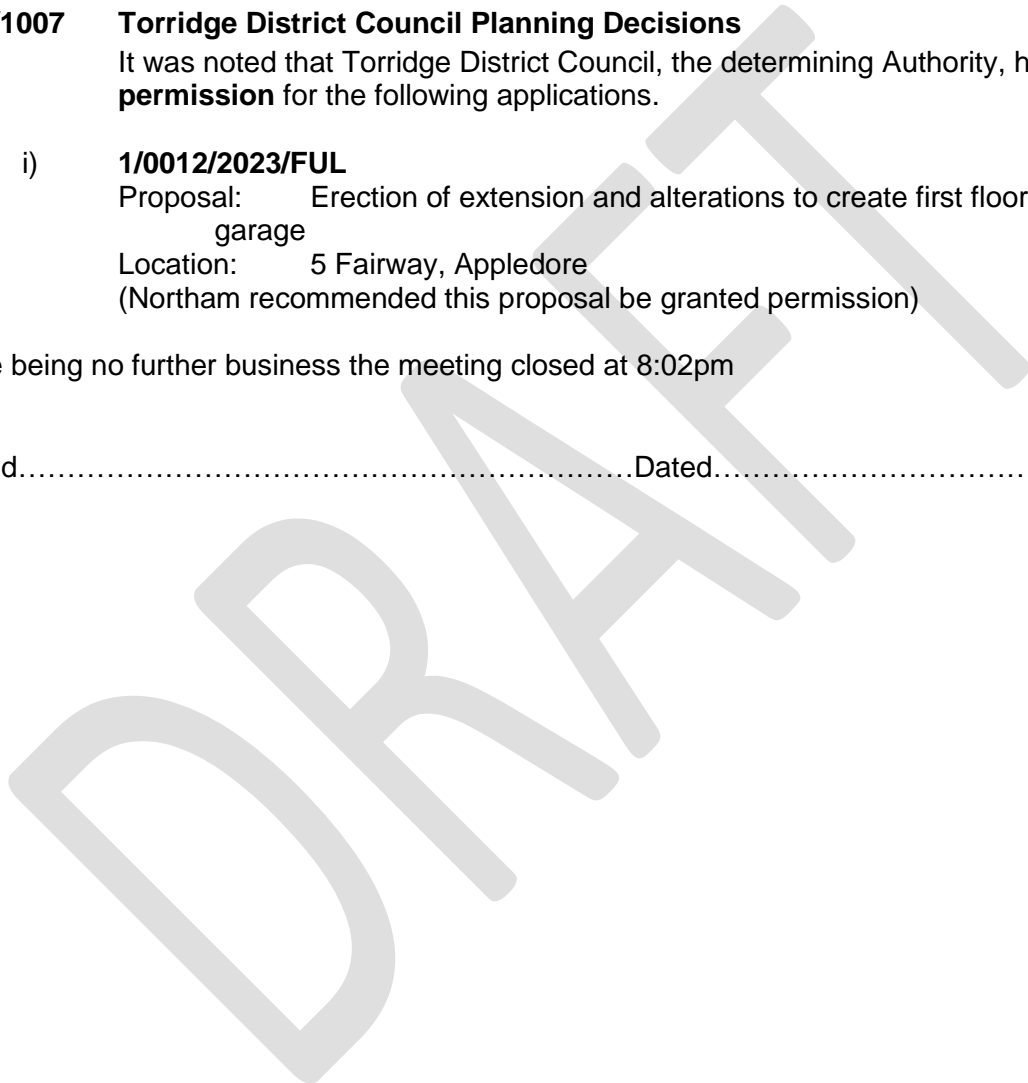 /1007 Torridge District Council Planning Decisions
It was noted that Torridge District Council, the determining Authority, h
permission for the following applications.
i) 1/0012/2023/FUL
Proposal: Erection of extension and alterations to create first floor
garage
Location: 5 Fairway, Appledore
(Northam recommended this proposal be granted permission)
e being no further business the meeting closed at 8:02pm
d……………………………………………………….Dated……………………………
DRAFT